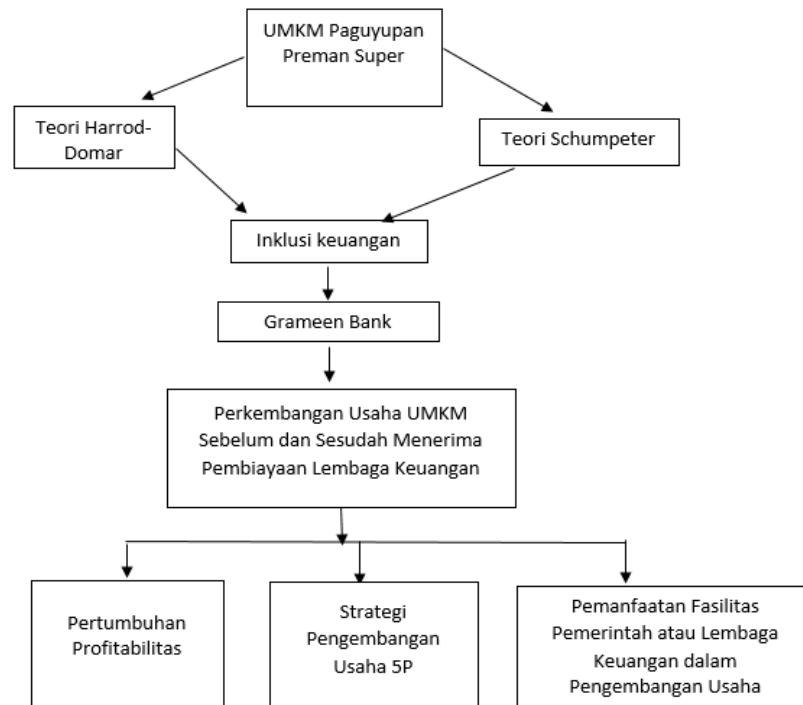 UMKM Paguyupan
Preman Super
Teori Harrod-
Domar
Teori Schumpeter
Inklusi keuangan
Grameen Bank
Perkembangan Usaha UMKM
Sebelum dan Sesudah Menerima
Pembiayaan Lembaga Keuangan
Pertumbuhan
Profitabilitas
Strategi
Pengembangan
Usaha 5P
Pemanfaatan Fasilitas
Pemerintah atau Lembaga
Keuangan dalam
Pengembangan Usaha